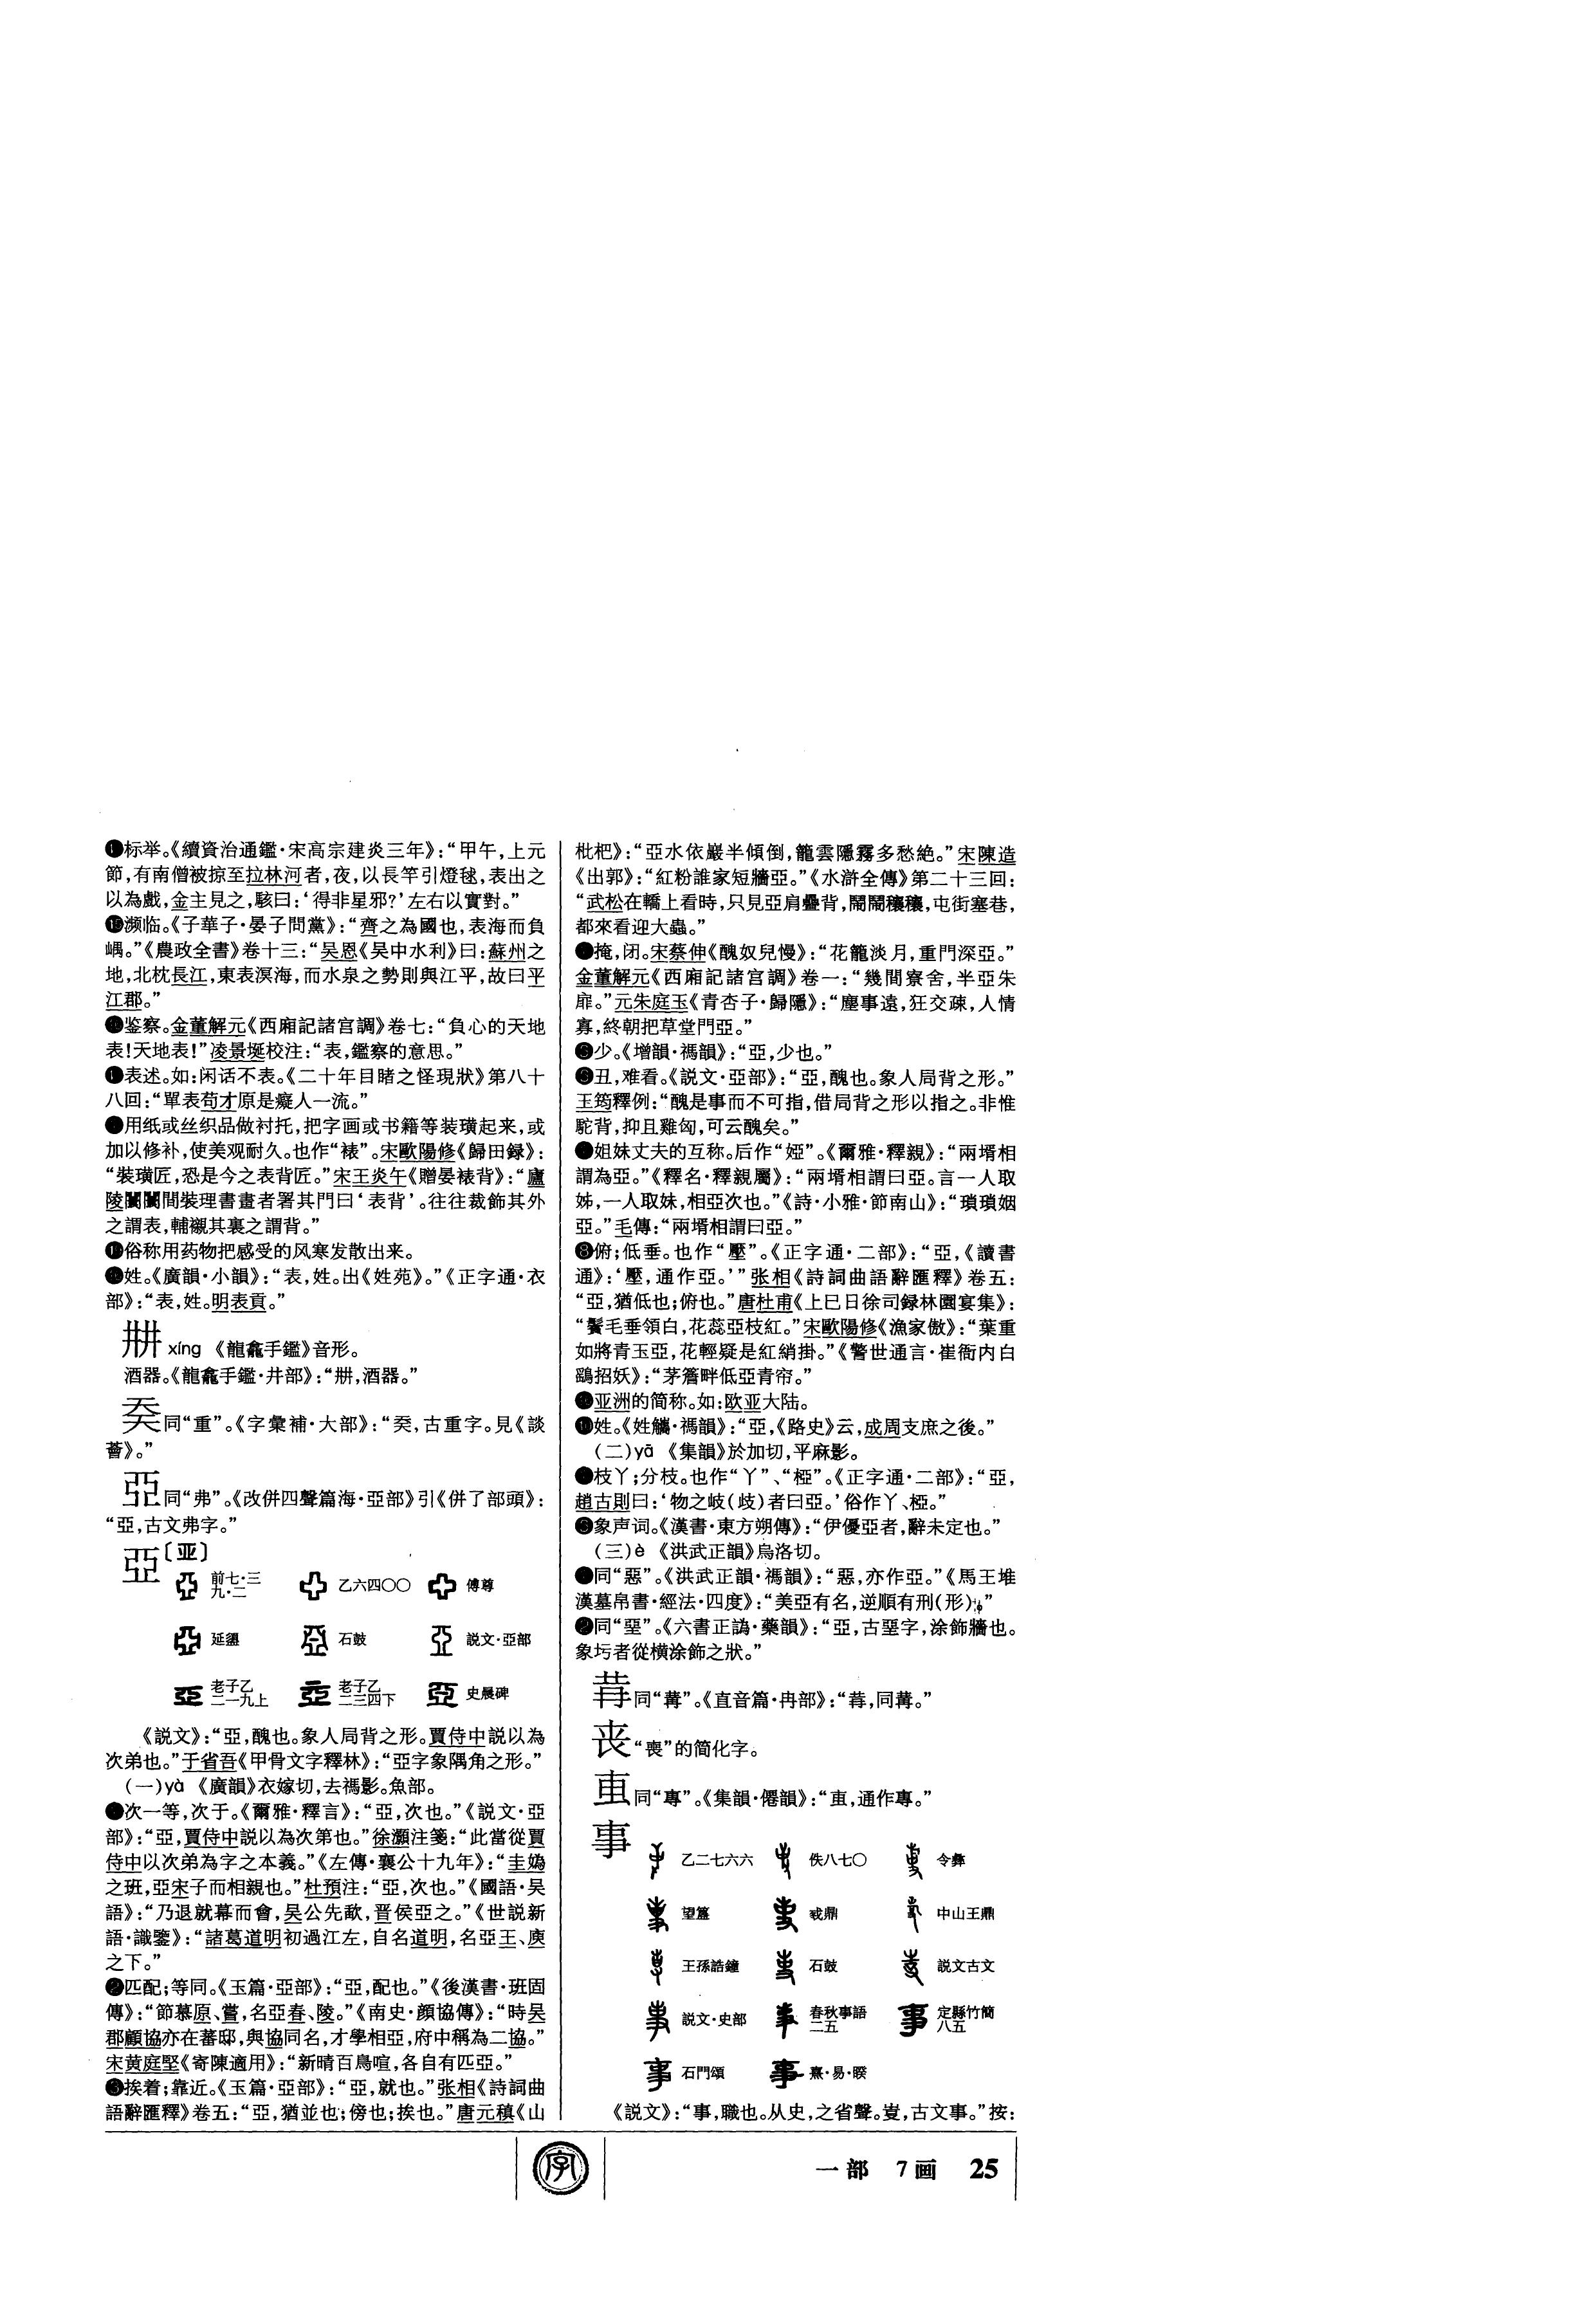 标举。《續資治通鑑·宋高宗建炎三年》：“甲午，上元
節，有南僧被掠至拉林河者，夜，以長竿引燈毬，表出之
以為戲，金主見之，駭曰：‘得非星邪？’左右以實對。”
⓯濒临。《子華子·晏子問黨》：“齊之為國也，表海而負
嵎。”《農政全書》卷十三：“吴恩《吴中水利》曰：蘇州之
地，北枕長江，東表溟海，而水泉之勢則與江平，故曰平
江郡。”
鉴察。金董解元《西廂記諸宫調》卷七：“負心的天地
表！天地表！”凌景埏校注：“表，鑑察的意思。”
表述。如：闲话不表。《二十年目睹之怪現狀》第八十
八回：“單表苟才原是癡人一流。”
用纸或丝织品做衬托，把字画或书籍等装璜起来，或
加以修补，使美观耐久。也作“裱”。宋歐陽修《歸田録》：
“裝璜匠，恐是今之表背匠。”宋王炎午《贈晏裱背》：“廬
陵闤闠間裝理書畫者署其門曰‘表背’。往往裁飾其外
之謂表，輔襯其裏之謂背。”
俗称用药物把感受的风寒发散出来。
姓。《廣韻·小韻》：“表，姓。出《姓苑》。”《正字通·衣
部》：“表，姓。明表貢。”
xíng 《龍龕手鑑》音形。
酒器。《龍龕手鑑·井部》：“，酒器。”
同“重”。《字彙補·大部》：“，古重字。見《談
薈》。”
同“弗”。《改併四聲篇海·亞部》引《併了部頭》：
“亞，古文弗字。”
亞〔亚〕
前七·三九·二 乙六四〇〇 傅尊
延盨 石鼓 説文·亞部
老子乙二一九上 老子乙二三四下 史晨碑
《説文》：“亞，醜也。象人局背之形。賈侍中説以為
次弟也。”于省吾《甲骨文字釋林》：“亞字象隅角之形。”
（一）yà 《廣韻》衣嫁切，去禡影。魚部。
次一等，次于。《爾雅·釋言》：“亞，次也。”《説文·亞
部》：“亞，賈侍中説以為次第也。”徐灝注箋：“此當從賈
侍中以次弟為字之本義。”《左傳·襄公十九年》：“圭媯
之班，亞宋子而相親也。”杜預注：“亞，次也。”《國語·吴
語》：“乃退就幕而會，吴公先歃，晋侯亞之。”《世説新
語·識鑒》：“諸葛道明初過江左，自名道明，名亞王、庾
之下。”
❷匹配；等同。《玉篇·亞部》：“亞，配也。”《後漢書·班固
傳》：“節慕原、嘗，名亞春、陵。”《南史·顔協傳》：“時吴
郡顧協亦在蕃邸，與協同名，才學相亞，府中稱為二協。”
宋黄庭堅《寄陳適用》：“新晴百鳥喧，各自有匹亞。”
❸挨着；靠近。《玉篇·亞部》：“亞，就也。”张相《詩詞曲
語辭匯釋》卷五：“亞，猶並也；傍也；挨也。”唐元稹《山
枇杷》：“亞水依巖半傾倒，籠雲隱霧多愁絶。”宋陳造
《出郭》：“紅粉誰家短牆亞。”《水滸全傳》第二十三回：
“武松在轎上看時，只見亞肩疊背，鬧鬧穰穰，屯街塞巷，
都來看迎大蟲。”
掩，闭。宋蔡伸《醜奴兒慢》：“花籠淡月，重門深亞。”
金董解元《西廂記諸宫調》卷一：“幾間寮舍，半亞朱
扉。”元朱庭玉《青杏子·歸隱》：“塵事遠，狂交疎，人情
寡，終朝把草堂門亞。”
少。《增韻·禡韻》：“亞，少也。”
丑，难看。《説文·亞部》：“亞，醜也。象人局背之形。”
王筠釋例：“醜是事而不可指，借局背之形以指之。非惟
駝背，抑且雞匈，可云醜矣。”
姐妹丈夫的互称。后作“婭”。《爾雅·釋親》：“兩壻相
謂為亞。”《釋名·釋親屬》：“兩壻相謂曰亞。言一人取
姊，一人取妹，相亞次也。”《詩·小雅·節南山》：“瑣瑣姻
亞。”毛傳：“兩壻相謂曰亞。”
❽俯；低垂。也作“壓”。《正字通·二部》：“亞，《讀書
通》：‘壓，通作亞。’”张相《詩詞曲語辭匯釋》卷五：
“亞，猶低也；俯也。”唐杜甫《上巳日徐司録林園宴集》：
“鬢毛垂領白，花蕊亞枝紅。”宋歐陽修《漁家傲》：“葉重
如將青玉亞，花輕疑是紅綃掛。”《警世通言·崔衙内白
鷂招妖》：“茅簷畔低亞青帘。”
亚洲的简称。如：欧亚大陆。
姓。《姓觿·禡韻》：“亞，《路史》云，成周支庶之後。”
（二）yā 《集韻》於加切，平麻影。
枝丫；分枝。也作“丫”、“椏”。《正字通·二部》：“亞，
趙古則曰：‘物之岐（歧）者曰亞。’俗作丫、椏。”
象声词。《漢書·東方朔傳》：“伊優亞者，辭未定也。”
（三）è 《洪武正韻》烏洛切。
同“惡”。《洪武正韻·禡韻》：“惡，亦作亞。”《馬王堆
漢墓帛書·經法·四度》：“美亞有名，逆順有刑（形）。”
❷同“堊”。《六書正譌·藥韻》：“亞，古堊字，涂飾牆也。
象圬者從横涂飾之狀。”
同“冓”。《直音篇·冉部》：“，同冓。”
丧“喪”的简化字。
同“專”。《集韻·僊韻》：“，通作專。”
事
乙二七六六 佚八七〇 令彝
望簋 鼎 中山王鼎
王孫誥鐘 石鼓 説文古文
説文·史部 春秋事語二五 定縣竹簡八五
石門頌 熹·易·睽
《説文》：“事，職也。从史，之省聲。，古文事。”按：
字
一部 7画 25